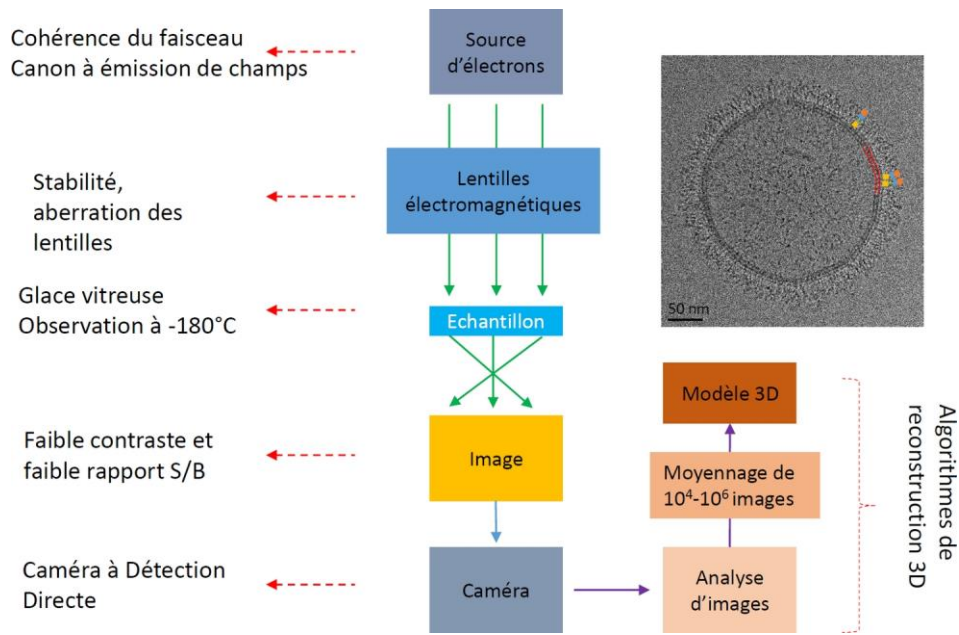 Cohérence du faisceau
Canon à émission de champs
Source
d'électrons
Stabilité,
aberration des
lentilles
Lentilles
électromagnétiques
50 nm
Glace vitreuse
Observation à -180°C
Echantillon
Faible contraste et
faible rapport S/B
Image
Modèle 3D
Moyennage de
10⁴-10⁶ images
Algorithmes de
reconstruction 3D
Caméra à Détection
Directe
Caméra
Analyse
d'images